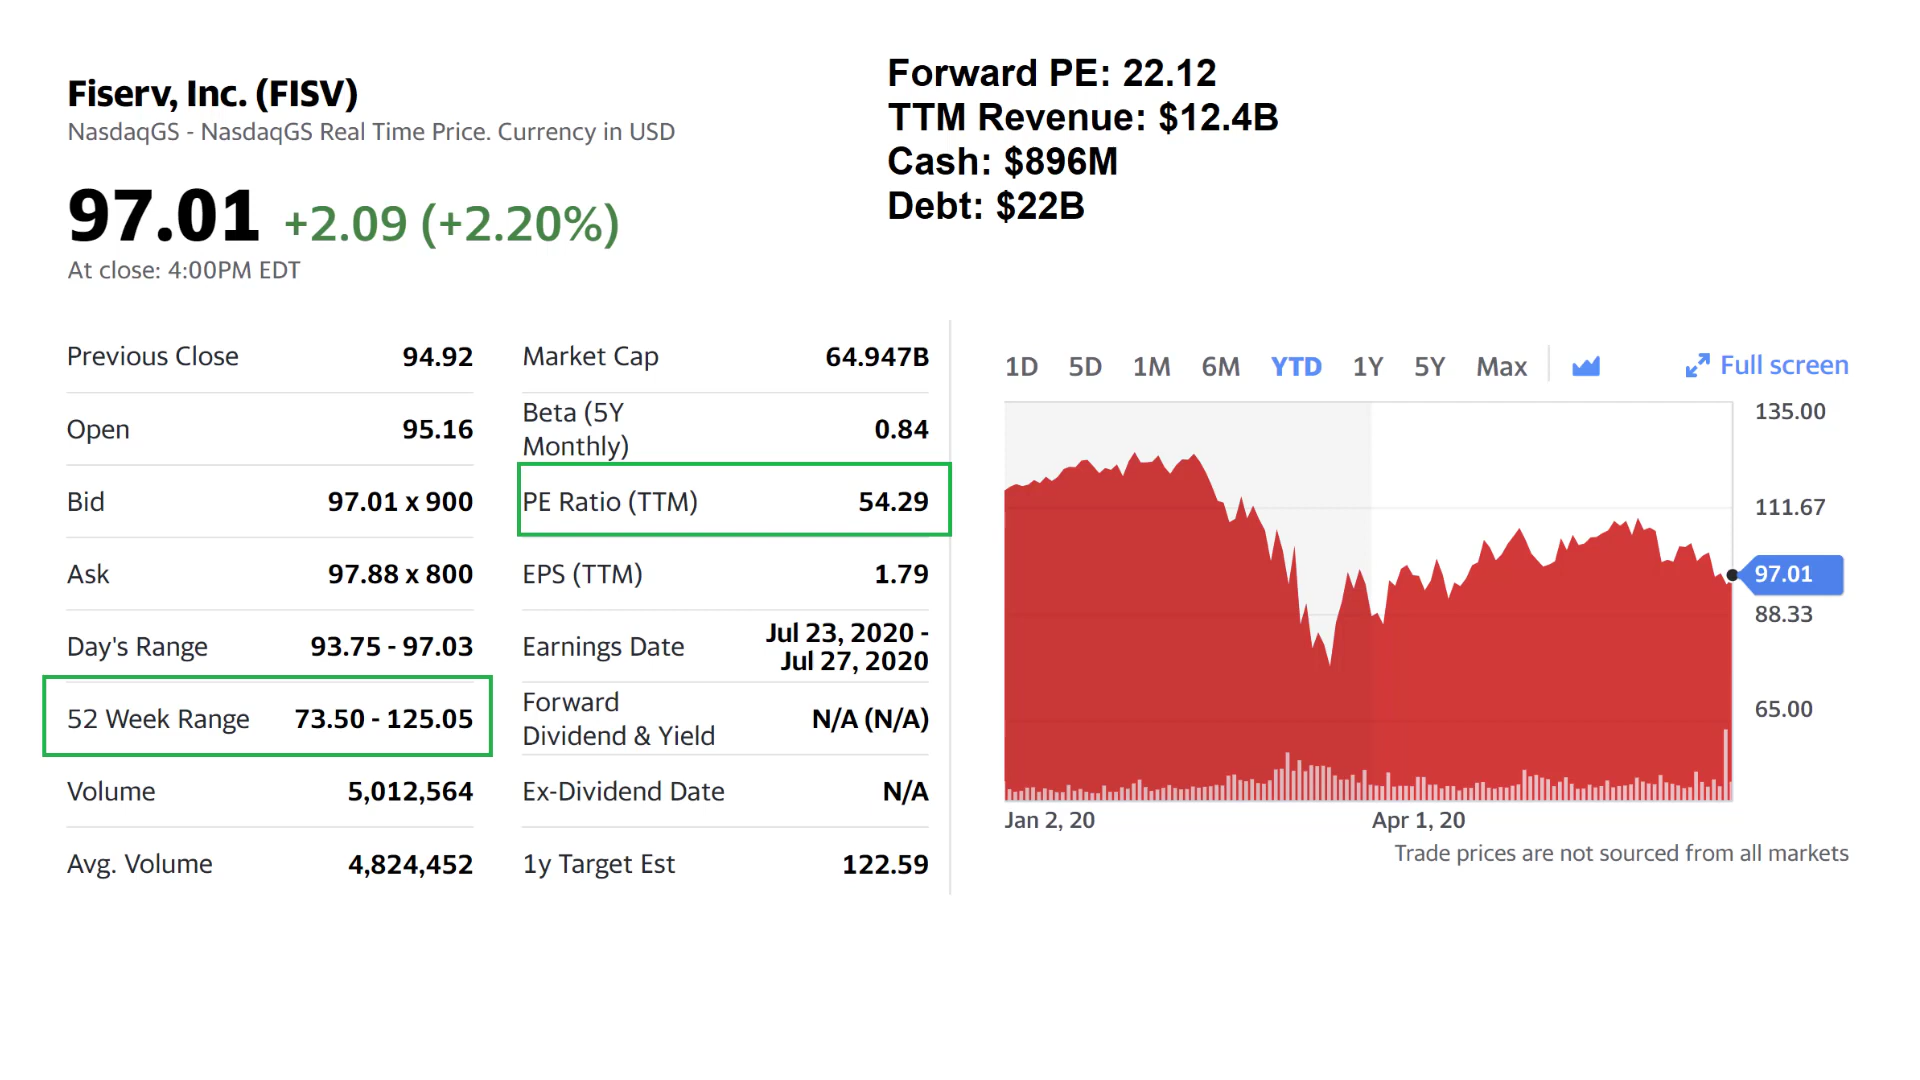 Fiserv, Inc. (FISV)
NasdaqGS - NasdaqGS Real Time Price. Currency in USD
97.01 +2.09 (+2.20%)
At close: 4:00PM EDT
Forward PE: 22.12
TTM Revenue: $12.4B
Cash: $896M
Debt: $22B
Previous Close 94.92
Open 95.16
Bid 97.01 x 900
Ask 97.88 x 800
Day's Range 93.75 - 97.03
52 Week Range 73.50 - 125.05
Volume 5,012,564
Avg. Volume 4,824,452
Market Cap 64.947B
Beta (5Y
Monthly) 0.84
PE Ratio (TTM) 54.29
EPS (TTM) 1.79
Earnings Date Jul 23, 2020 -
Jul 27, 2020
Forward
Dividend & Yield N/A (N/A)
Ex-Dividend Date N/A
1y Target Est 122.59
1D 5D 1M 6M YTD 1Y 5Y Max Full screen
135.00
111.67
97.01
88.33
65.00
Jan 2, 20 Apr 1, 20
Trade prices are not sourced from all markets